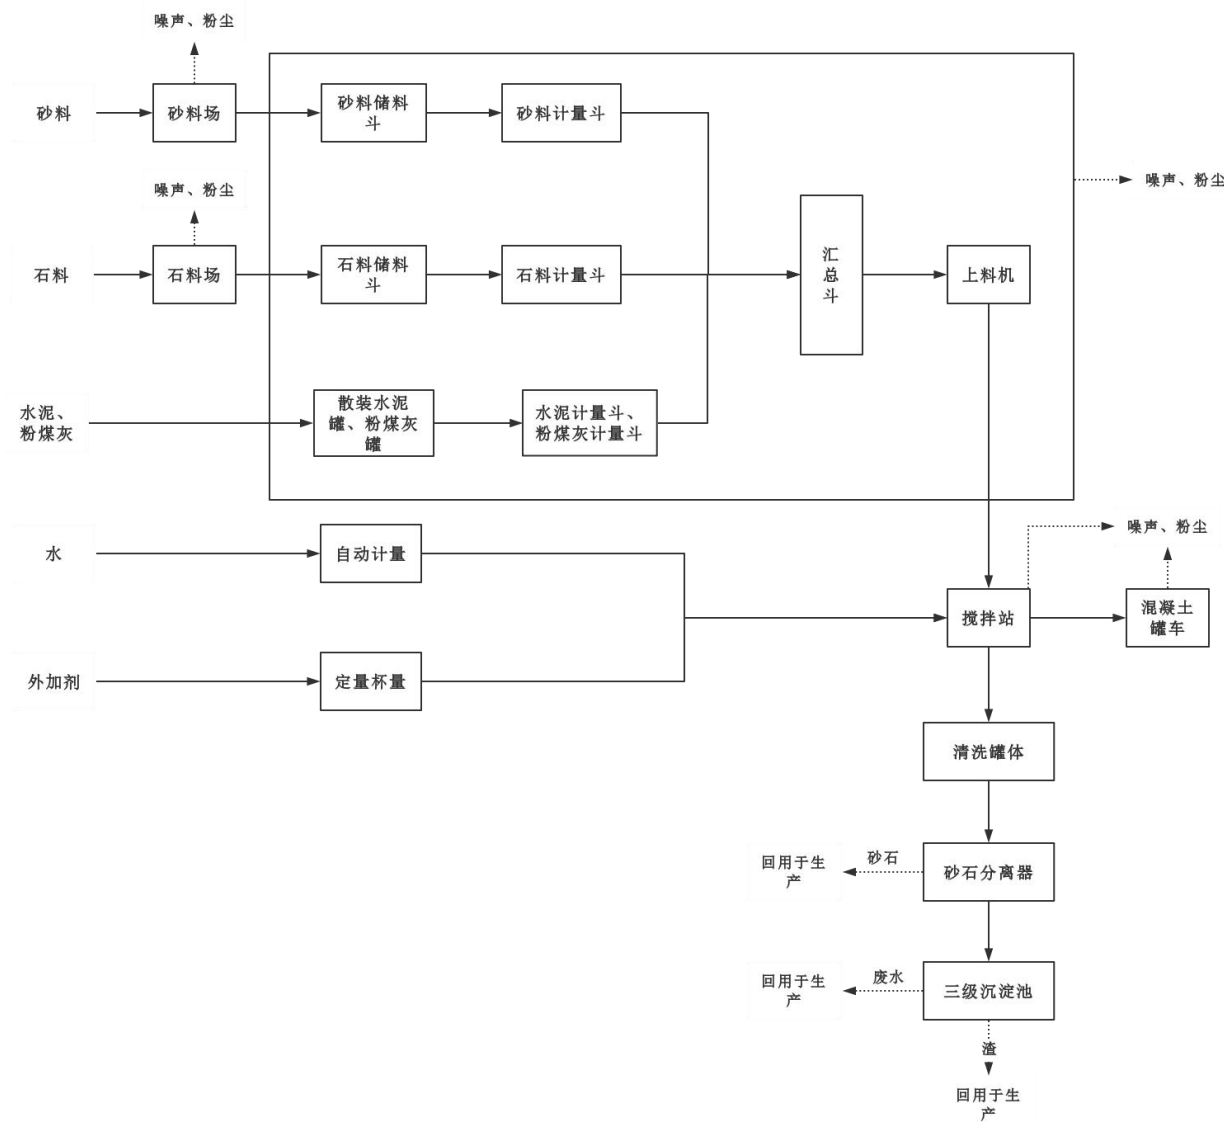 噪声、粉尘
砂料
砂料场
砂料储料
斗
砂料计量斗
噪声、粉尘
噪声、粉尘
石料
石料场
石料储料
斗
石料计量斗
汇
总
斗
上料机
水泥、
粉煤灰
散装水泥
罐、粉煤灰
罐
水泥计量斗、
粉煤灰计量斗
噪声、粉尘
水
自动计量
搅拌站
混凝土
罐车
外加剂
定量杯量
清洗罐体
回用于生
产
砂石
砂石分离器
回用于生
产
废水
三级沉淀池
渣
回用于生
产